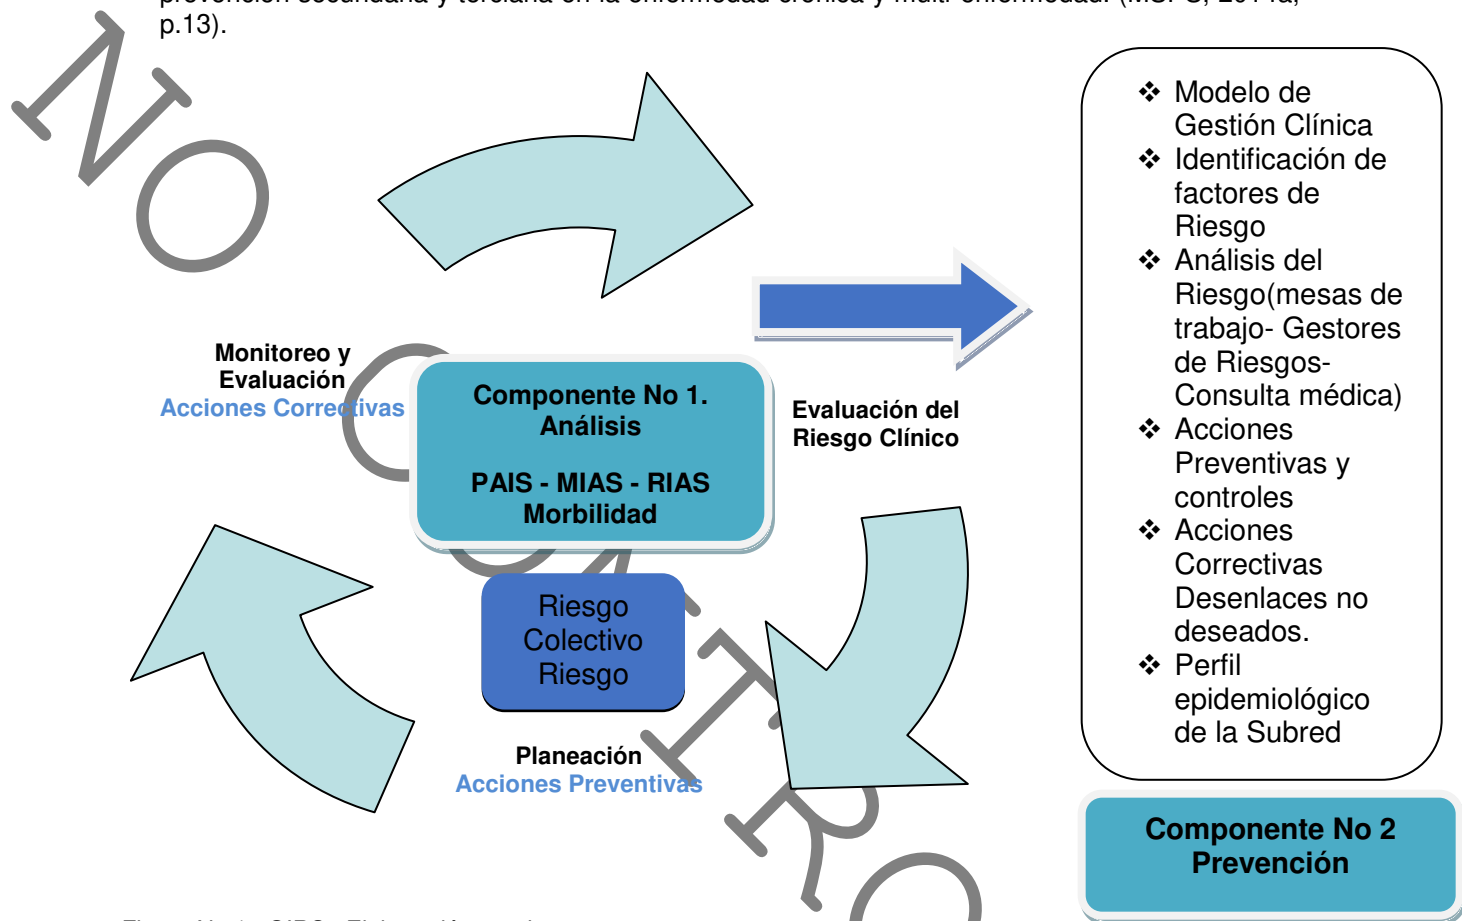 p.13).
NO
❖ Modelo de
Gestión Clínica
❖ Identificación de
factores de
Riesgo
❖ Análisis del
Riesgo(mesas de
trabajo- Gestores
de Riesgos-
Consulta médica)
❖ Acciones
Preventivas y
controles
❖ Acciones
Correctivas
Desenlaces no
deseados.
❖ Perfil
epidemiológico
de la Subred
Monitoreo y
Evaluación
Acciones Correctivas
Componente No 1.
Análisis
PAIS - MIAS - RIAS
Morbilidad
Evaluación del
Riesgo Clínico
Riesgo
Colectivo
Riesgo
Planeación
Acciones Preventivas
Componente No 2
Prevención